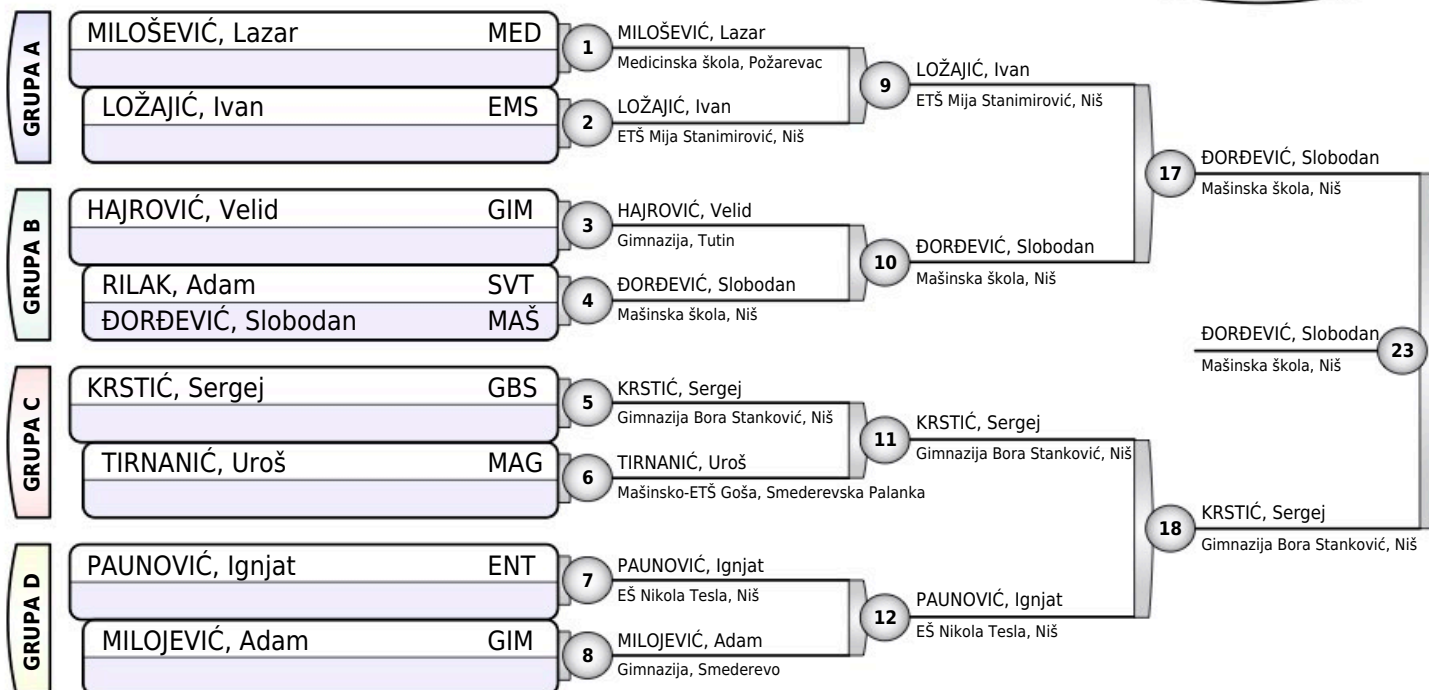 GRUPA A
MILOŠEVIĆ, Lazar MED
LOŽAJIĆ, Ivan EMS
1
MILOŠEVIĆ, Lazar
Medicinska škola, Požarevac
2
LOŽAJIĆ, Ivan
ETŠ Mija Stanimirović, Niš
9
LOŽAJIĆ, Ivan
ETŠ Mija Stanimirović, Niš
GRUPA B
HAJROVIĆ, Velid GIM
RILAK, Adam SVT
ĐORĐEVIĆ, Slobodan MAŠ
3
HAJROVIĆ, Velid
Gimnazija, Tutin
4
ĐORĐEVIĆ, Slobodan
Mašinska škola, Niš
10
ĐORĐEVIĆ, Slobodan
Mašinska škola, Niš
17
ĐORĐEVIĆ, Slobodan
Mašinska škola, Niš
GRUPA C
KRSTIĆ, Sergej GBS
TIRNANIĆ, Uroš MAG
5
KRSTIĆ, Sergej
Gimnazija Bora Stanković, Niš
6
TIRNANIĆ, Uroš
Mašinsko-ETŠ Goša, Smederevska Palanka
11
KRSTIĆ, Sergej
Gimnazija Bora Stanković, Niš
GRUPA D
PAUNOVIĆ, Ignjat ENT
MILOJEVIĆ, Adam GIM
7
PAUNOVIĆ, Ignjat
EŠ Nikola Tesla, Niš
8
MILOJEVIĆ, Adam
Gimnazija, Smederevo
12
PAUNOVIĆ, Ignjat
EŠ Nikola Tesla, Niš
18
KRSTIĆ, Sergej
Gimnazija Bora Stanković, Niš
ĐORĐEVIĆ, Slobodan
Mašinska škola, Niš
23